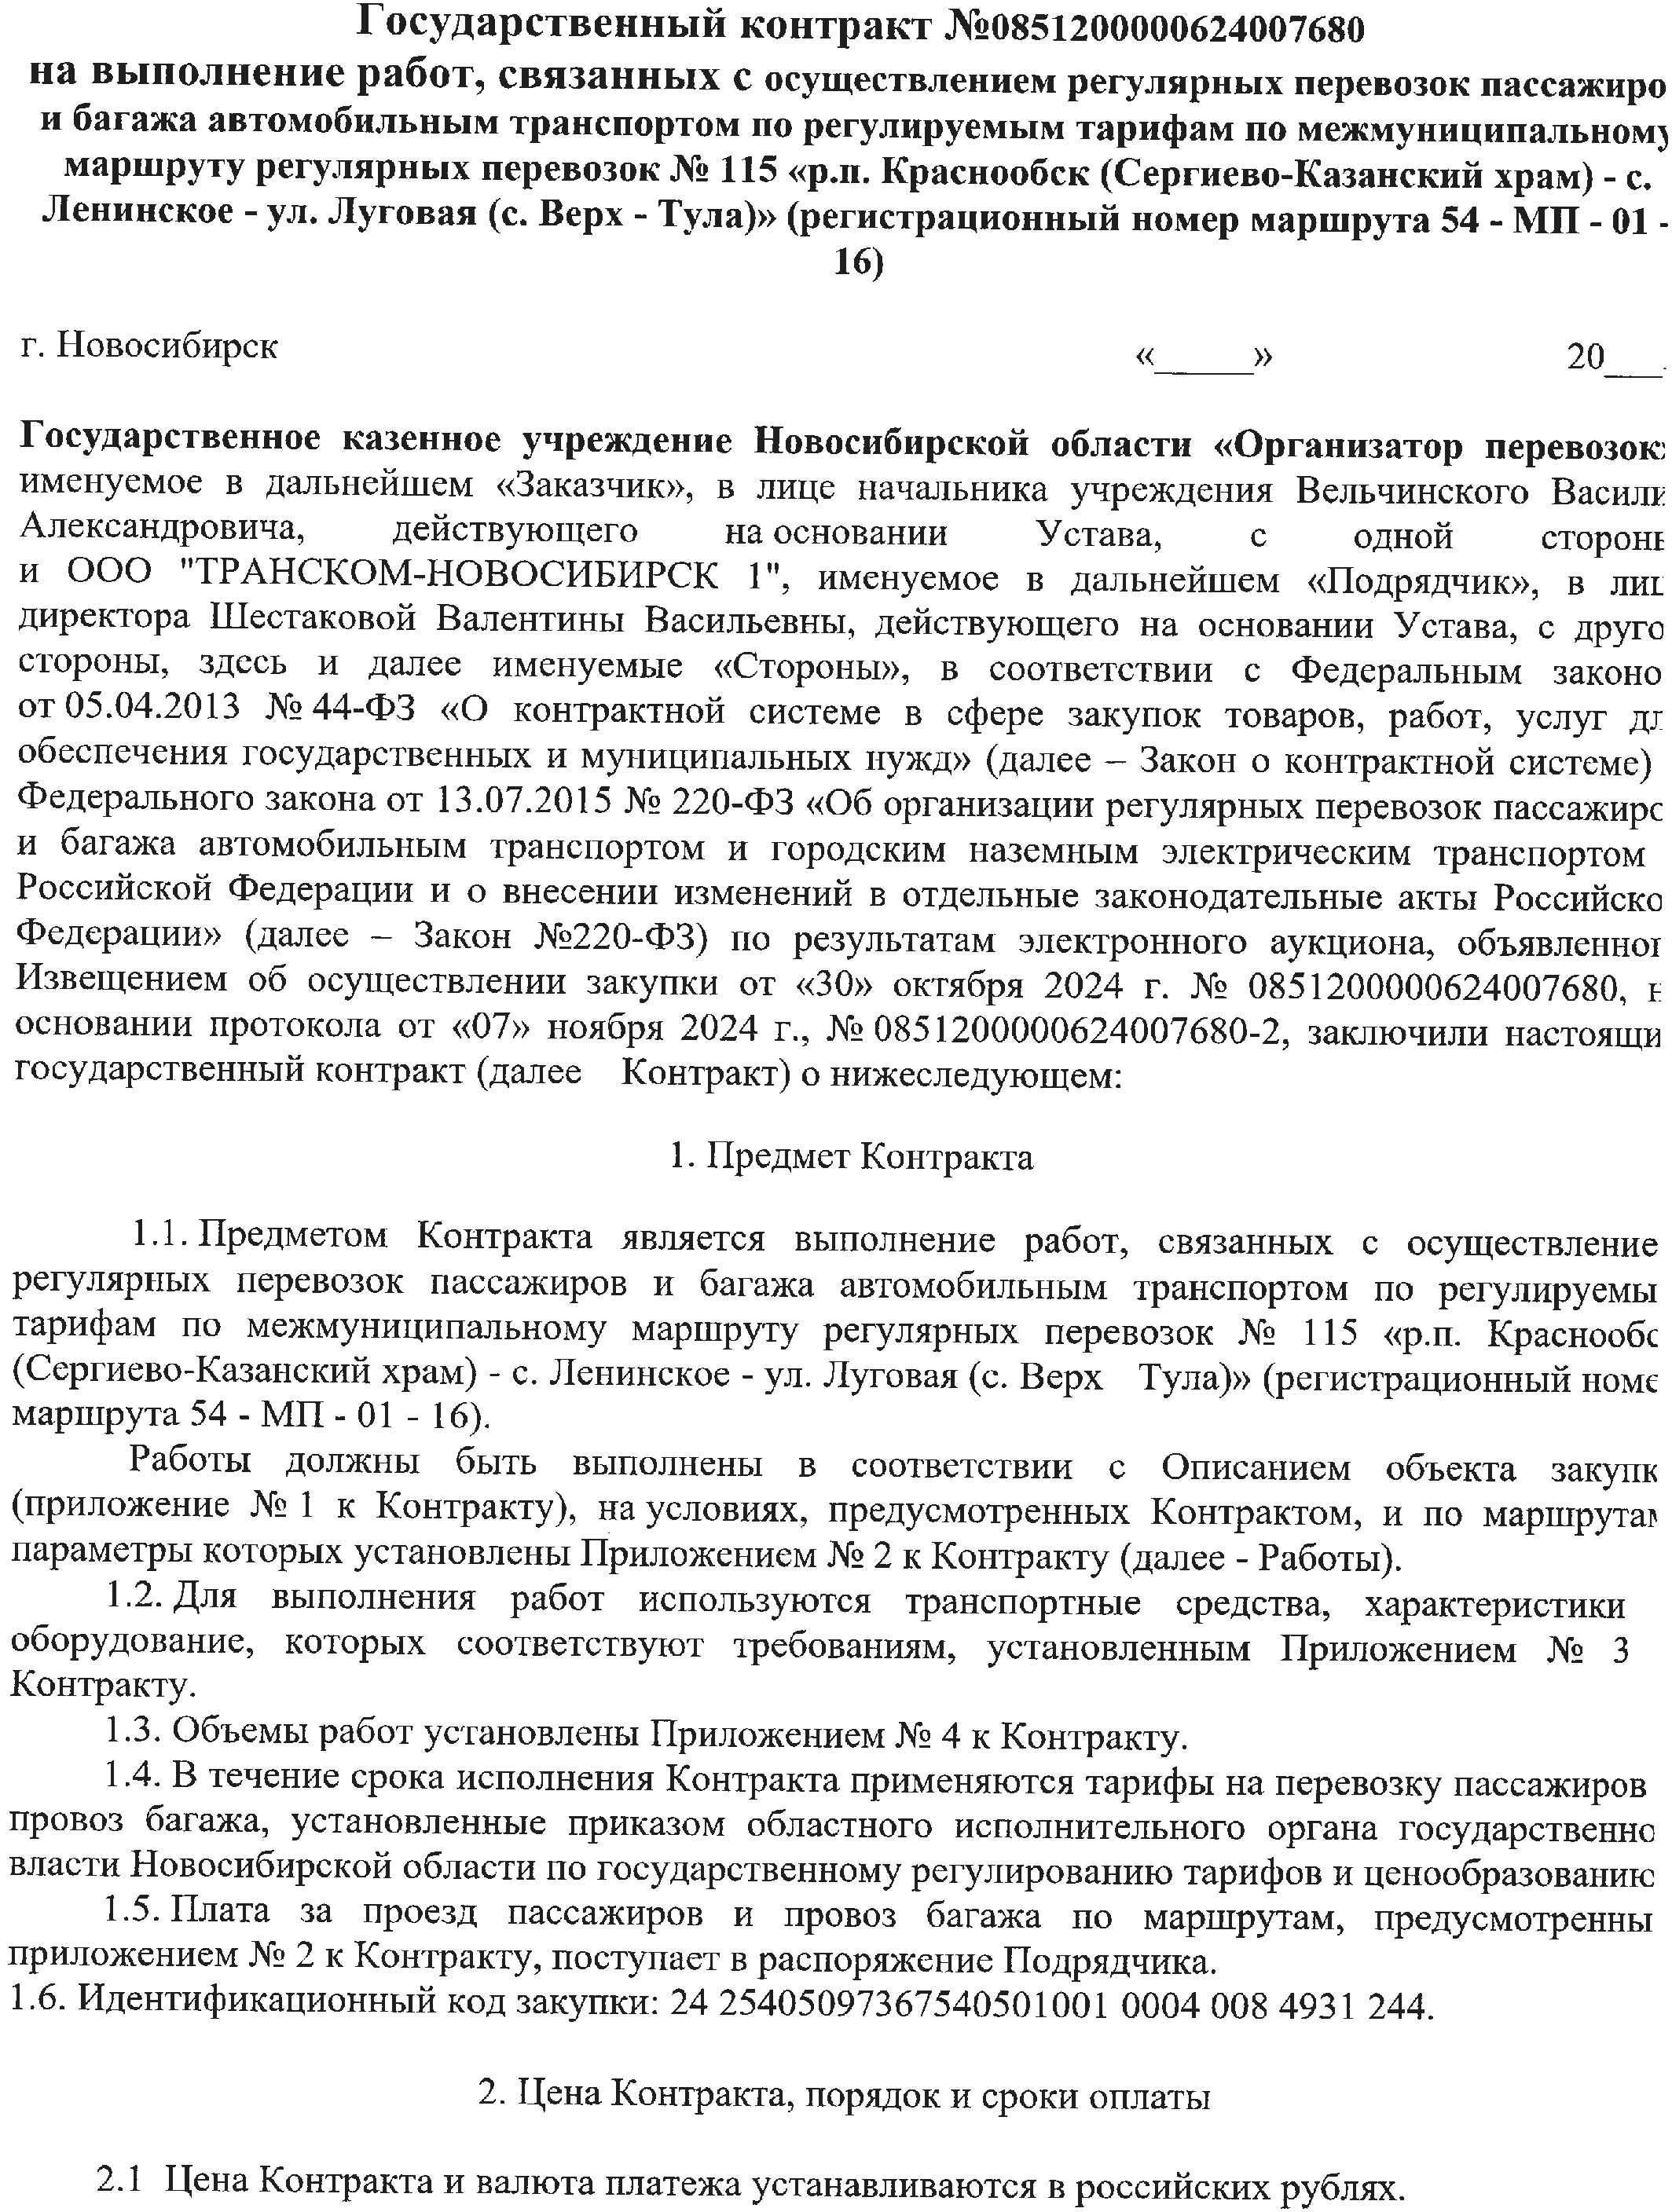 Государственный контракт №0851200000624007680
на выполнение работ, связанных с осуществлением регулярных перевозок пассажиро
и багажа автомобильным транспортом по регулируемым тарифам по межмуниципальному
маршруту регулярных перевозок № 115 «р.п. Краснообск (Сергиево-Казанский храм) - с.
Ленинское - ул. Луговая (с. Верх - Тула)» (регистрационный номер маршрута 54 - МП - 01 -
16)
г. Новосибирск «_____» 20___.
Государственное казенное учреждение Новосибирской области «Организатор перевозок»
именуемое в дальнейшем «Заказчик», в лице начальника учреждения Вельчинского Васили
Александровича, действующего на основании Устава, с одной сторон
и ООО "ТРАНСКОМ-НОВОСИБИРСК 1", именуемое в дальнейшем «Подрядчик», в лиц
директора Шестаковой Валентины Васильевны, действующего на основании Устава, с друго
стороны, здесь и далее именуемые «Стороны», в соответствии с Федеральным законо
от 05.04.2013 № 44-ФЗ «О контрактной системе в сфере закупок товаров, работ, услуг дл
обеспечения государственных и муниципальных нужд» (далее – Закон о контрактной системе)
Федерального закона от 13.07.2015 № 220-ФЗ «Об организации регулярных перевозок пассажиро
и багажа автомобильным транспортом и городским наземным электрическим транспортом
Российской Федерации и о внесении изменений в отдельные законодательные акты Российско
Федерации» (далее – Закон №220-ФЗ) по результатам электронного аукциона, объявленног
Извещением об осуществлении закупки от «30» октября 2024 г. № 0851200000624007680, н
основании протокола от «07» ноября 2024 г., № 0851200000624007680-2, заключили настоящи
государственный контракт (далее Контракт) о нижеследующем:
1. Предмет Контракта
1.1. Предметом Контракта является выполнение работ, связанных с осуществление
регулярных перевозок пассажиров и багажа автомобильным транспортом по регулируемы
тарифам по межмуниципальному маршруту регулярных перевозок № 115 «р.п. Краснообс
(Сергиево-Казанский храм) - с. Ленинское - ул. Луговая (с. Верх Тула)» (регистрационный номе
маршрута 54 - МП - 01 - 16).
Работы должны быть выполнены в соответствии с Описанием объекта закупк
(приложение № 1 к Контракту), на условиях, предусмотренных Контрактом, и по маршрутам
параметры которых установлены Приложением № 2 к Контракту (далее - Работы).
1.2. Для выполнения работ используются транспортные средства, характеристики
оборудование, которых соответствуют требованиям, установленным Приложением № 3
Контракту.
1.3. Объемы работ установлены Приложением № 4 к Контракту.
1.4. В течение срока исполнения Контракта применяются тарифы на перевозку пассажиров
провоз багажа, установленные приказом областного исполнительного органа государственно
власти Новосибирской области по государственному регулированию тарифов и ценообразованию
1.5. Плата за проезд пассажиров и провоз багажа по маршрутам, предусмотренны
приложением № 2 к Контракту, поступает в распоряжение Подрядчика.
1.6. Идентификационный код закупки: 24 25405097367540501001 0004 008 4931 244.
2. Цена Контракта, порядок и сроки оплаты
2.1 Цена Контракта и валюта платежа устанавливаются в российских рублях.